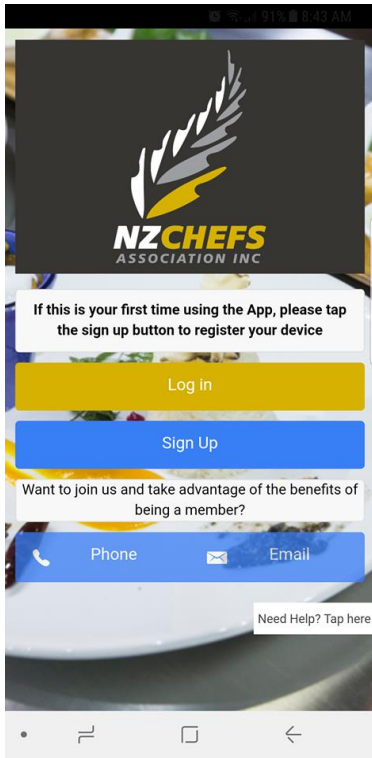 91% 8:43 AM
NZCHEFS
ASSOCIATION INC
If this is your first time using the App, please tap
the sign up button to register your device
Log in
Sign Up
Want to join us and take advantage of the benefits of
being a member?
Phone Email
Need Help? Tap here